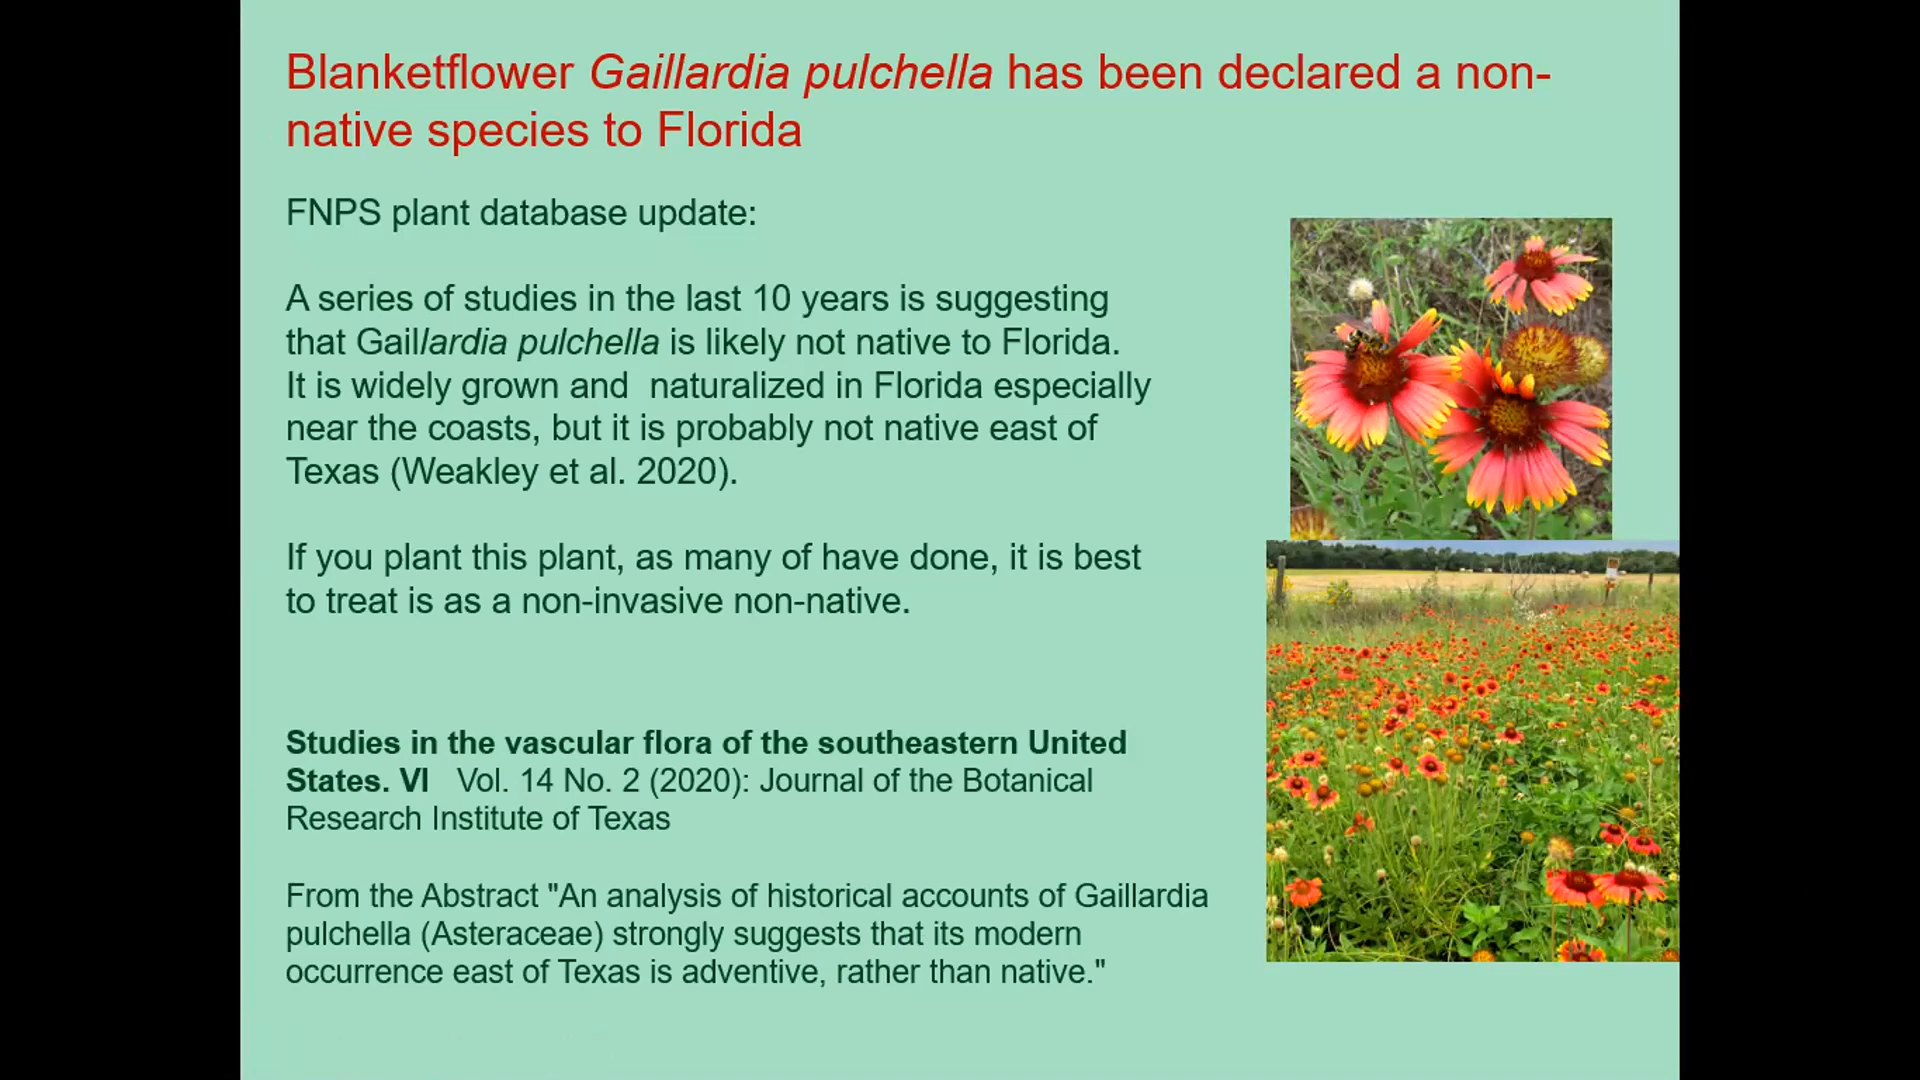 Blanketflower Gaillardia pulchella has been declared a non-
native species to Florida
FNPS plant database update:
A series of studies in the last 10 years is suggesting
that Gaillardia pulchella is likely not native to Florida.
It is widely grown and  naturalized in Florida especially
near the coasts, but it is probably not native east of
Texas (Weakley et al. 2020).
If you plant this plant, as many of have done, it is best
to treat is as a non-invasive non-native.
Studies in the vascular flora of the southeastern United
States. VI   Vol. 14 No. 2 (2020): Journal of the Botanical
Research Institute of Texas
From the Abstract "An analysis of historical accounts of Gaillardia
pulchella (Asteraceae) strongly suggests that its modern
occurrence east of Texas is adventive, rather than native."